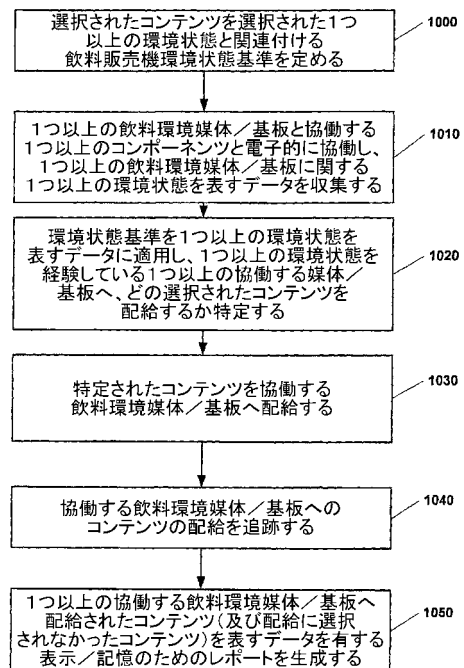 選択されたコンテンツを選択された1つ
以上の環境状態と関連付ける
飲料販売機環境状態基準を定める
1000
1つ以上の飲料環境媒体/基板と協働する
1つ以上のコンポーネンツと電子的に協働し、
1つ以上の飲料環境媒体/基板に関する
1つ以上の環境状態を表すデータを収集する
1010
環境状態基準を1つ以上の環境状態を
表すデータに適用し、1つ以上の環境状態を
経験している1つ以上の協働する媒体/
基板へ、どの選択されたコンテンツを
配給するか特定する
1020
特定されたコンテンツを協働する
飲料環境媒体/基板へ配給する
1030
協働する飲料環境媒体/基板への
コンテンツの配給を追跡する
1040
1つ以上の協働する飲料環境媒体/基板へ
配給されたコンテンツ(及び配給に選択
されなかったコンテンツ)を表すデータを有する
表示/記憶のためのレポートを生成する
1050